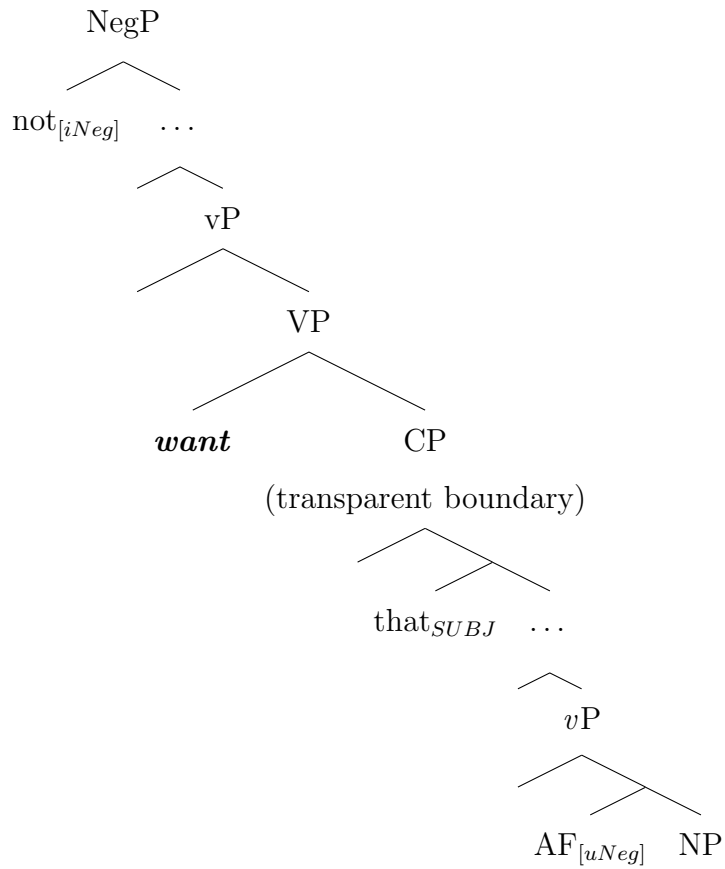 NegP
not[iNeg] ...
vP
VP
want CP
(transparent boundary)
thatSUBJ ...
vP
AF[uNeg] NP